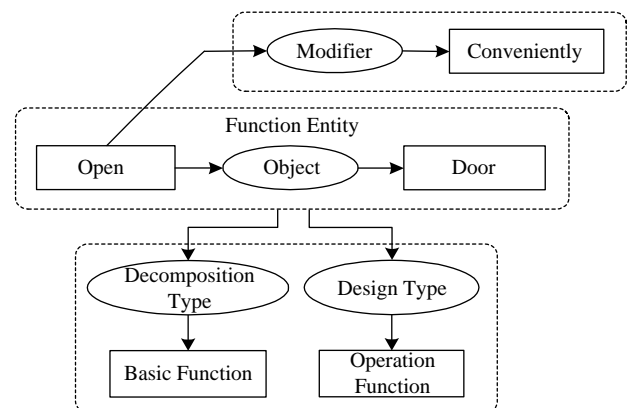 Modifier
Conveniently
Function Entity
Open
Object
Door
Decomposition
Type
Design Type
Basic Function
Operation
Function